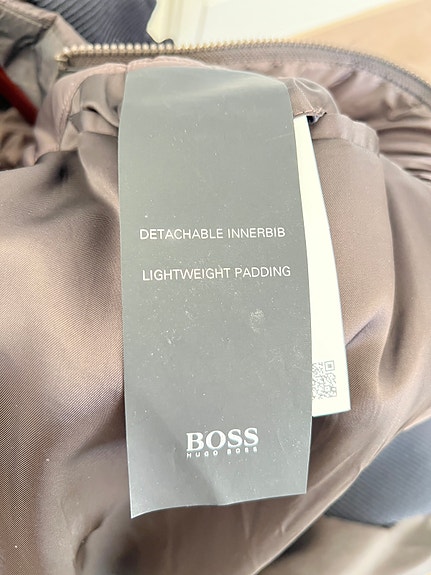 DETACHABLE INNERBIB
LIGHTWEIGHT PADDING
BOSS
HUGO BOSS